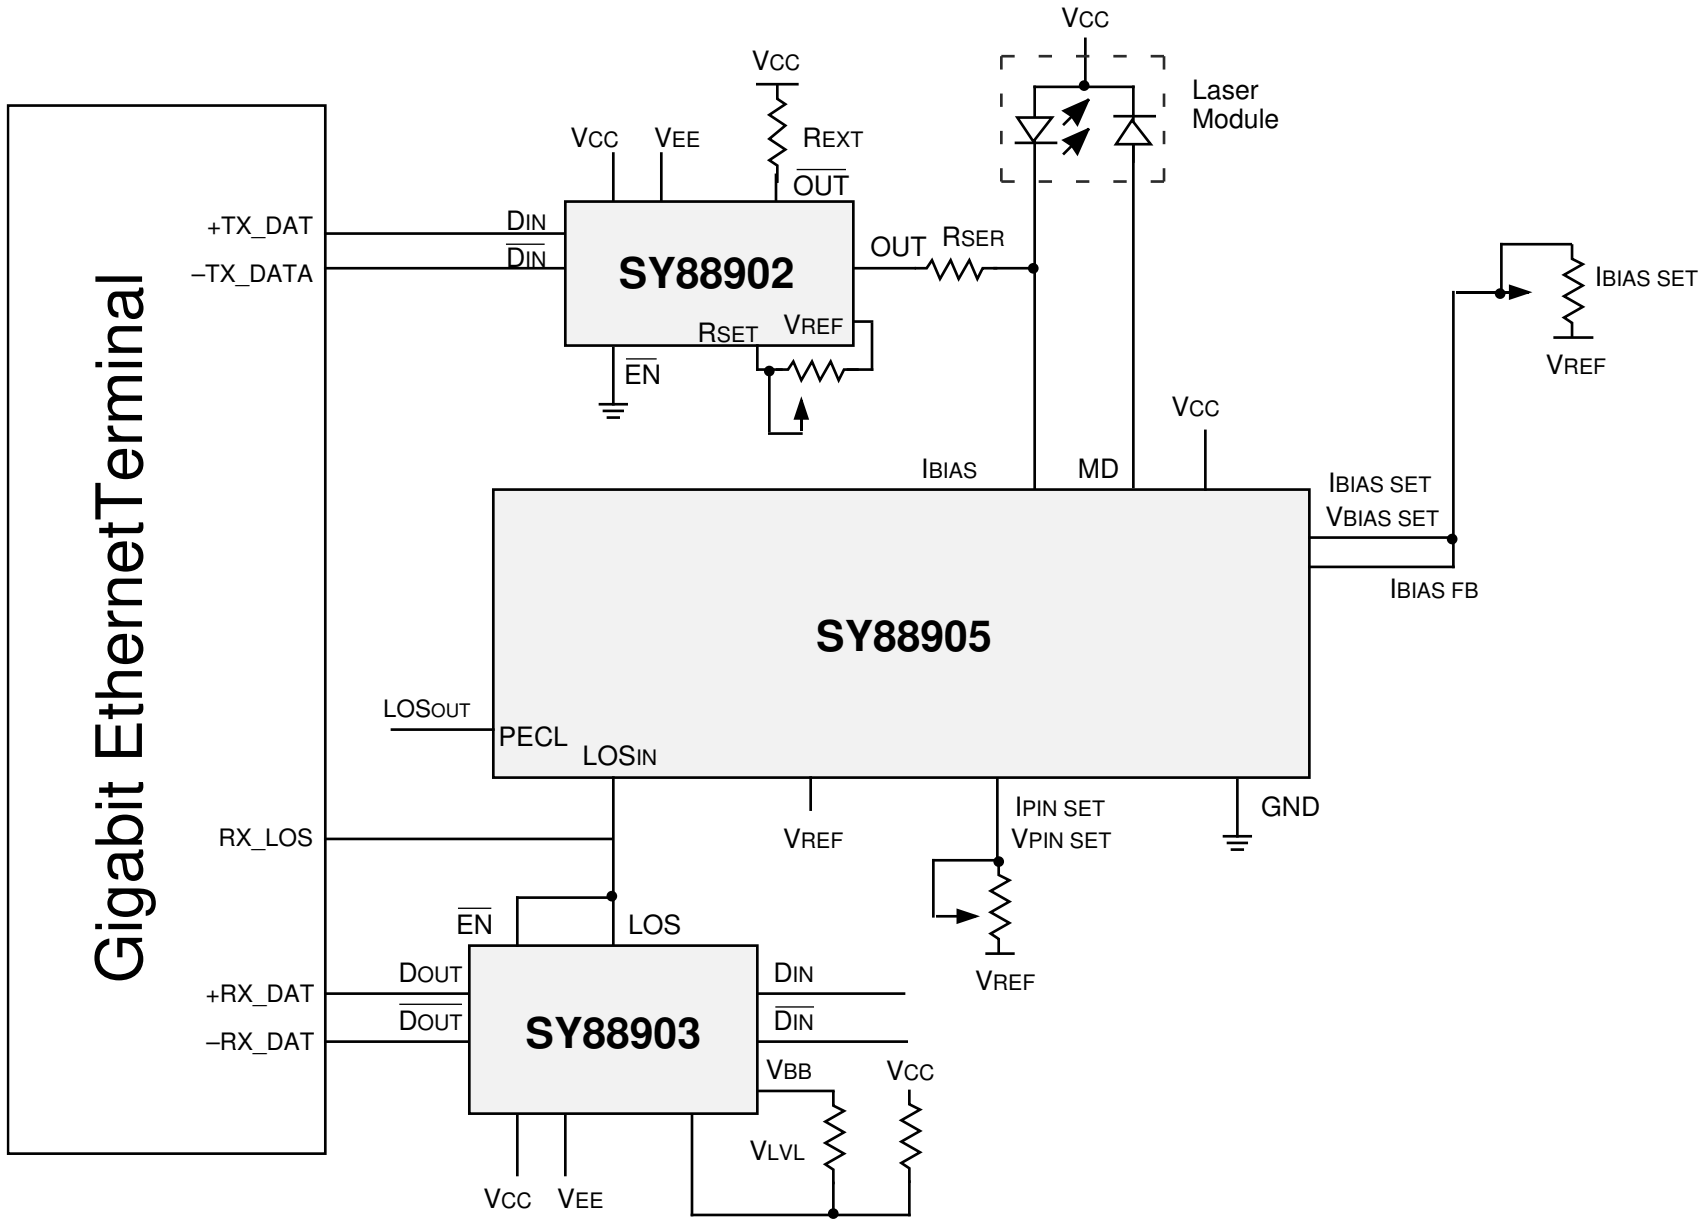 VCC
VCC
Laser
Module
REXT
VCC
VEE
OUT
+TX_DAT
DIN
–TX_DATA
DIN
SY88902
OUT
RSER
VREF
RSET
EN
IBIAS SET
VREF
VCC
IBIAS
MD
IBIAS SET
VBIAS SET
IBIAS FB
Gigabit EthernetTerminal
SY88905
LOSOUT
PECL
LOSIN
RX_LOS
VREF
IPIN SET
VPIN SET
GND
VREF
EN
LOS
+RX_DAT
DOUT
DIN
–RX_DAT
DOUT
DIN
SY88903
VBB
VCC
VLVL
VCC
VEE